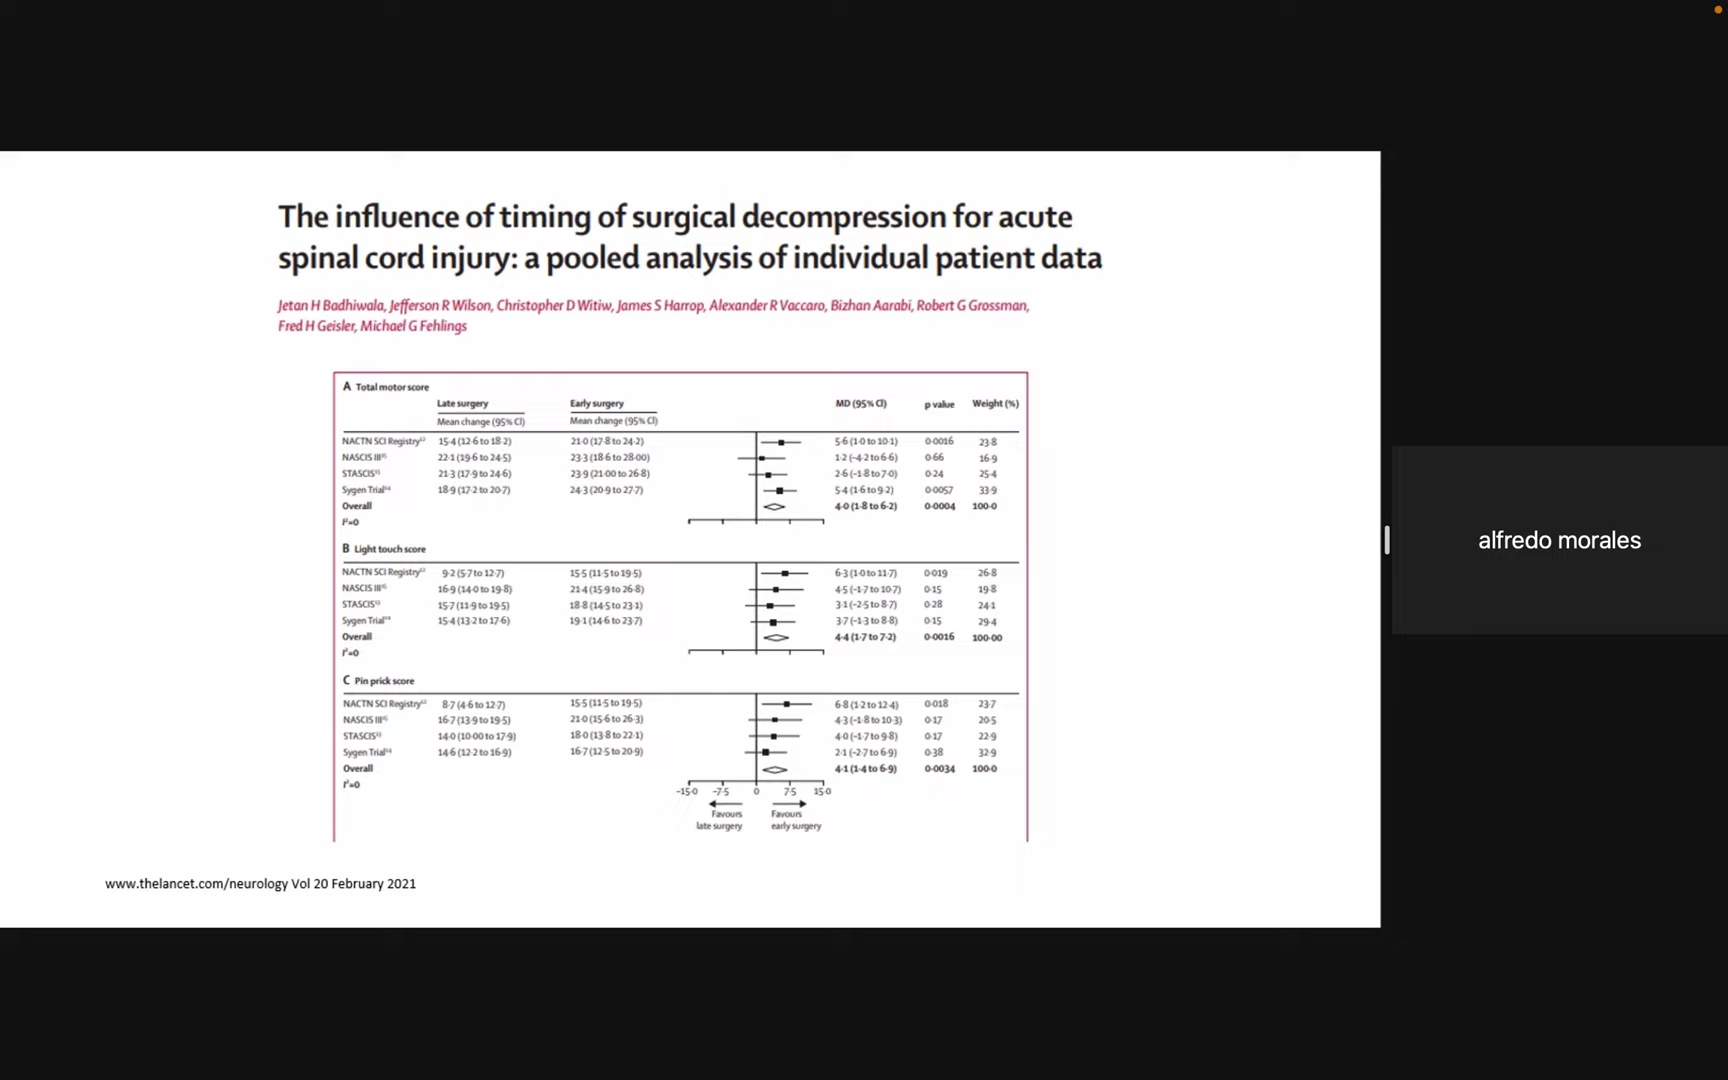 The influence of timing of surgical decompression for acute
spinal cord injury: a pooled analysis of individual patient data
Jetan H Badhiwala, Jefferson R Wilson, Christopher D Witiw, James S Harrop, Alexander R Vaccaro, Bizhan Aarabi, Robert G Grossman,
Fred H Geisler, Michael G Fehlings
A Total motor score
Late surgery Early surgery MD (95% CI) p value Weight (%)
Mean change (95% CI) Mean change (95% CI)
NACTN SCI Registry¹² 15·4 (12·6 to 18·2) 21·0 (17·8 to 24·2) 5·6 (1·0 to 10·1) 0·0016 23·8
NASCIS III¹⁵ 22·1 (19·6 to 24·5) 23·3 (18·6 to 28·00) 1·2 (–4·2 to 6·6) 0·66 16·9
STASCIS¹³ 21·3 (17·9 to 24·6) 23·9 (21·00 to 26·8) 2·6 (–1·8 to 7·0) 0·24 25·4
Sygen Trial¹⁴ 18·9 (17·2 to 20·7) 24·3 (20·9 to 27·7) 5·4 (1·6 to 9·2) 0·0057 33·9
Overall 4·0 (1·8 to 6·2) 0·0004 100·0
I²=0
B Light touch score
NACTN SCI Registry¹² 9·2 (5·7 to 12·7) 15·5 (11·5 to 19·5) 6·3 (1·0 to 11·7) 0·019 26·8
NASCIS III¹⁵ 16·9 (14·0 to 19·8) 21·4 (15·9 to 26·8) 4·5 (–1·7 to 10·7) 0·15 19·8
STASCIS¹³ 15·7 (11·9 to 19·5) 18·8 (14·5 to 23·1) 3·1 (–2·5 to 8·7) 0·28 24·1
Sygen Trial¹⁴ 15·4 (13·2 to 17·6) 19·1 (14·6 to 23·7) 3·7 (–1·3 to 8·8) 0·15 29·4
Overall 4·4 (1·7 to 7·2) 0·0016 100·00
I²=0
C Pin prick score
NACTN SCI Registry¹² 8·7 (4·6 to 12·7) 15·5 (11·5 to 19·5) 6·8 (1·2 to 12·4) 0·018 23·7
NASCIS III¹⁵ 16·7 (13·9 to 19·5) 21·0 (15·6 to 26·3) 4·3 (–1·8 to 10·3) 0·17 20·5
STASCIS¹³ 14·0 (10·00 to 17·9) 18·0 (13·8 to 22·1) 4·0 (–1·7 to 9·8) 0·17 22·9
Sygen Trial¹⁴ 14·6 (12·2 to 16·9) 16·7 (12·5 to 20·9) 2·1 (–2·7 to 6·9) 0·38 32·9
Overall 4·1 (1·4 to 6·9) 0·0034 100·0
I²=0
–15·0 –7·5 0 7·5 15·0
Favours Favours
late surgery early surgery
www.thelancet.com/neurology Vol 20 February 2021
alfredo morales